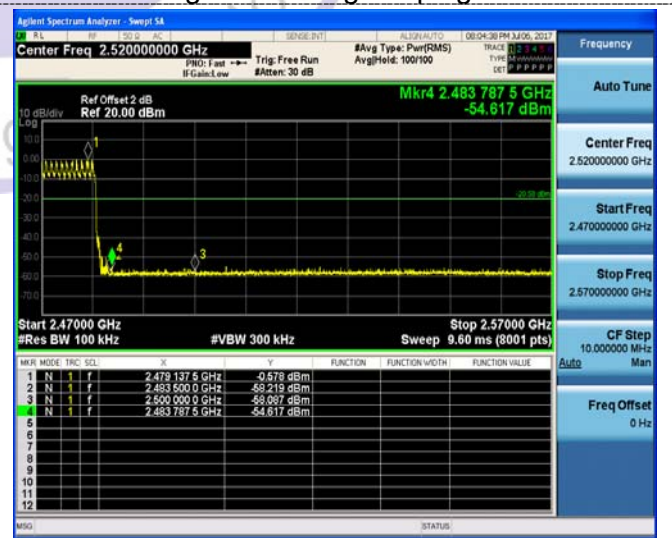 Agilent Spectrum Analyzer - Swept SA
RL RF 50 Ω AC SENSE:INT ALIGN AUTO 08:04:38 PM Jul 06, 2017
Center Freq 2.520000000 GHz #Avg Type: Pwr(RMS) TRACE 1 2 3 4 5 6
PNO: Fast Trig: Free Run Avg|Hold: 100/100 TYPE M
IFGain:Low #Atten: 30 dB DET P P P P P P
Mkr4 2.483 787 5 GHz
-54.617 dBm
Ref Offset 2 dB
10 dB/div Ref 20.00 dBm
Log
10.0
0.00
-10.0
-20.0
-30.0
-40.0
-50.0
-60.0
-70.0
1
4
3
-20.58 dBm
Start 2.47000 GHz Stop 2.57000 GHz
#Res BW 100 kHz #VBW 300 kHz Sweep 9.60 ms (8001 pts)
MKR MODE TRC SCL X Y FUNCTION FUNCTION WIDTH FUNCTION VALUE
1 N 1 f 2.479 137 5 GHz -0.578 dBm
2 N 1 f 2.483 500 0 GHz -58.219 dBm
3 N 1 f 2.500 000 0 GHz -58.087 dBm
4 N 1 f 2.483 787 5 GHz -54.617 dBm
5
6
7
8
9
10
11
12
MSG STATUS
Frequency
Auto Tune
Center Freq
2.520000000 GHz
Start Freq
2.470000000 GHz
Stop Freq
2.570000000 GHz
CF Step
10.000000 MHz
Auto Man
Freq Offset
0 Hz